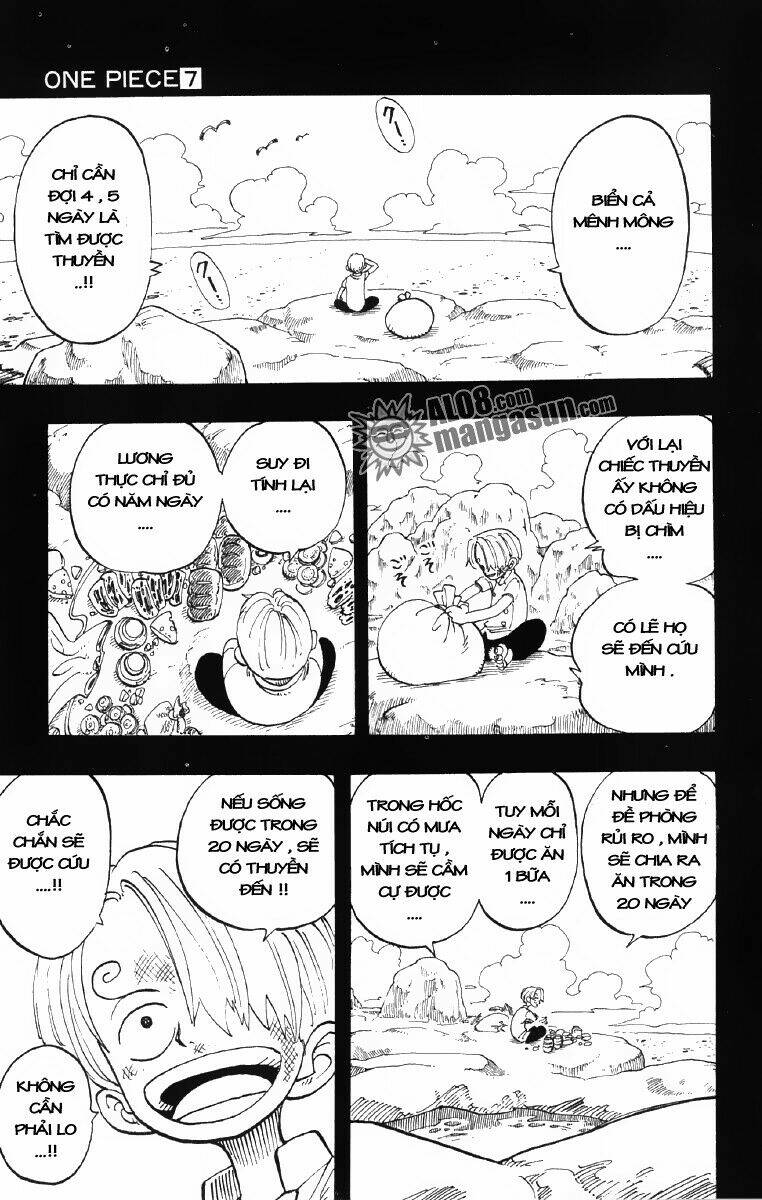 ONE PIECE 7
BIỂN CẢ
MÊNH MÔNG
....
グー...
グー...
CHỈ CẦN
ĐỢI 4 , 5
NGÀY LÀ
TÌM ĐƯỢC
THUYỀN
..!!
AL08.com
mangasun.com
VỚI LẠI
CHIẾC THUYỀN
ẤY KHÔNG
CÓ DẤU HIỆU
BỊ CHÌM
....
CÓ LẼ HỌ
SẼ ĐẾN CỨU
MÌNH .
SUY ĐI
TÍNH LẠI
....
LƯƠNG
THỰC CHỈ ĐỦ
CÓ NĂM NGÀY
....
NHƯNG ĐỂ
ĐỀ PHÒNG
RỦI RO , MÌNH
SẼ CHIA RA
ĂN TRONG
20 NGÀY
TUY MỖI
NGÀY CHỈ
ĐƯỢC ĂN
1 BỮA
....
TRONG HỐC
NÚI CÓ MƯA
TÍCH TỤ ,
MÌNH SẼ CẦM
CỰ ĐƯỢC
....
NẾU SỐNG
ĐƯỢC TRONG
20 NGÀY , SẼ
CÓ THUYỀN
ĐẾN !!
CHẮC
CHẮN SẼ
ĐƯỢC CỨU
....!!
KHÔNG
CẦN
PHẢI LO
...!!